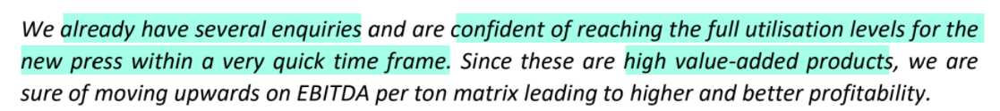 We already have several enquiries and are confident of reaching the full utilisation levels for the
new press within a very quick time frame. Since these are high value-added products, we are
sure of moving upwards on EBITDA per ton matrix leading to higher and better profitability.